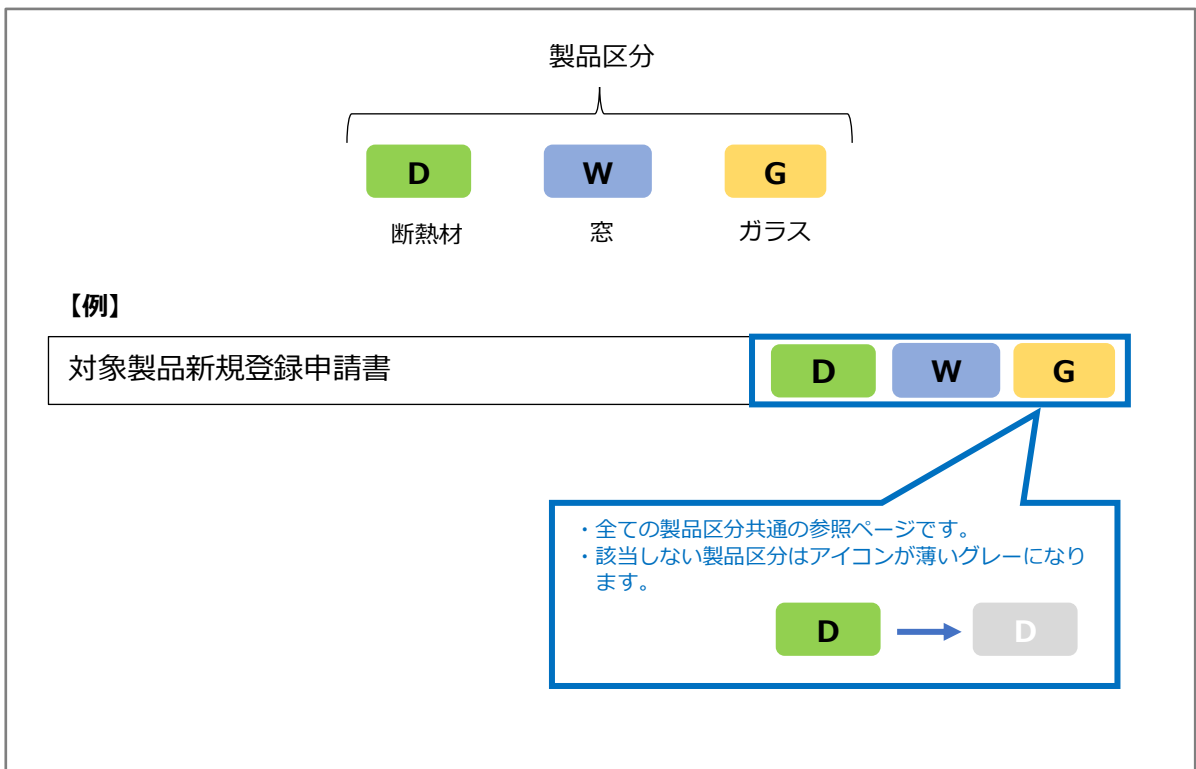 製品区分
D W G
断熱材 窓 ガラス
【例】
対象製品新規登録申請書 D W G
・全ての製品区分共通の参照ページです。
・該当しない製品区分はアイコンが薄いグレーになり
ます。
D D